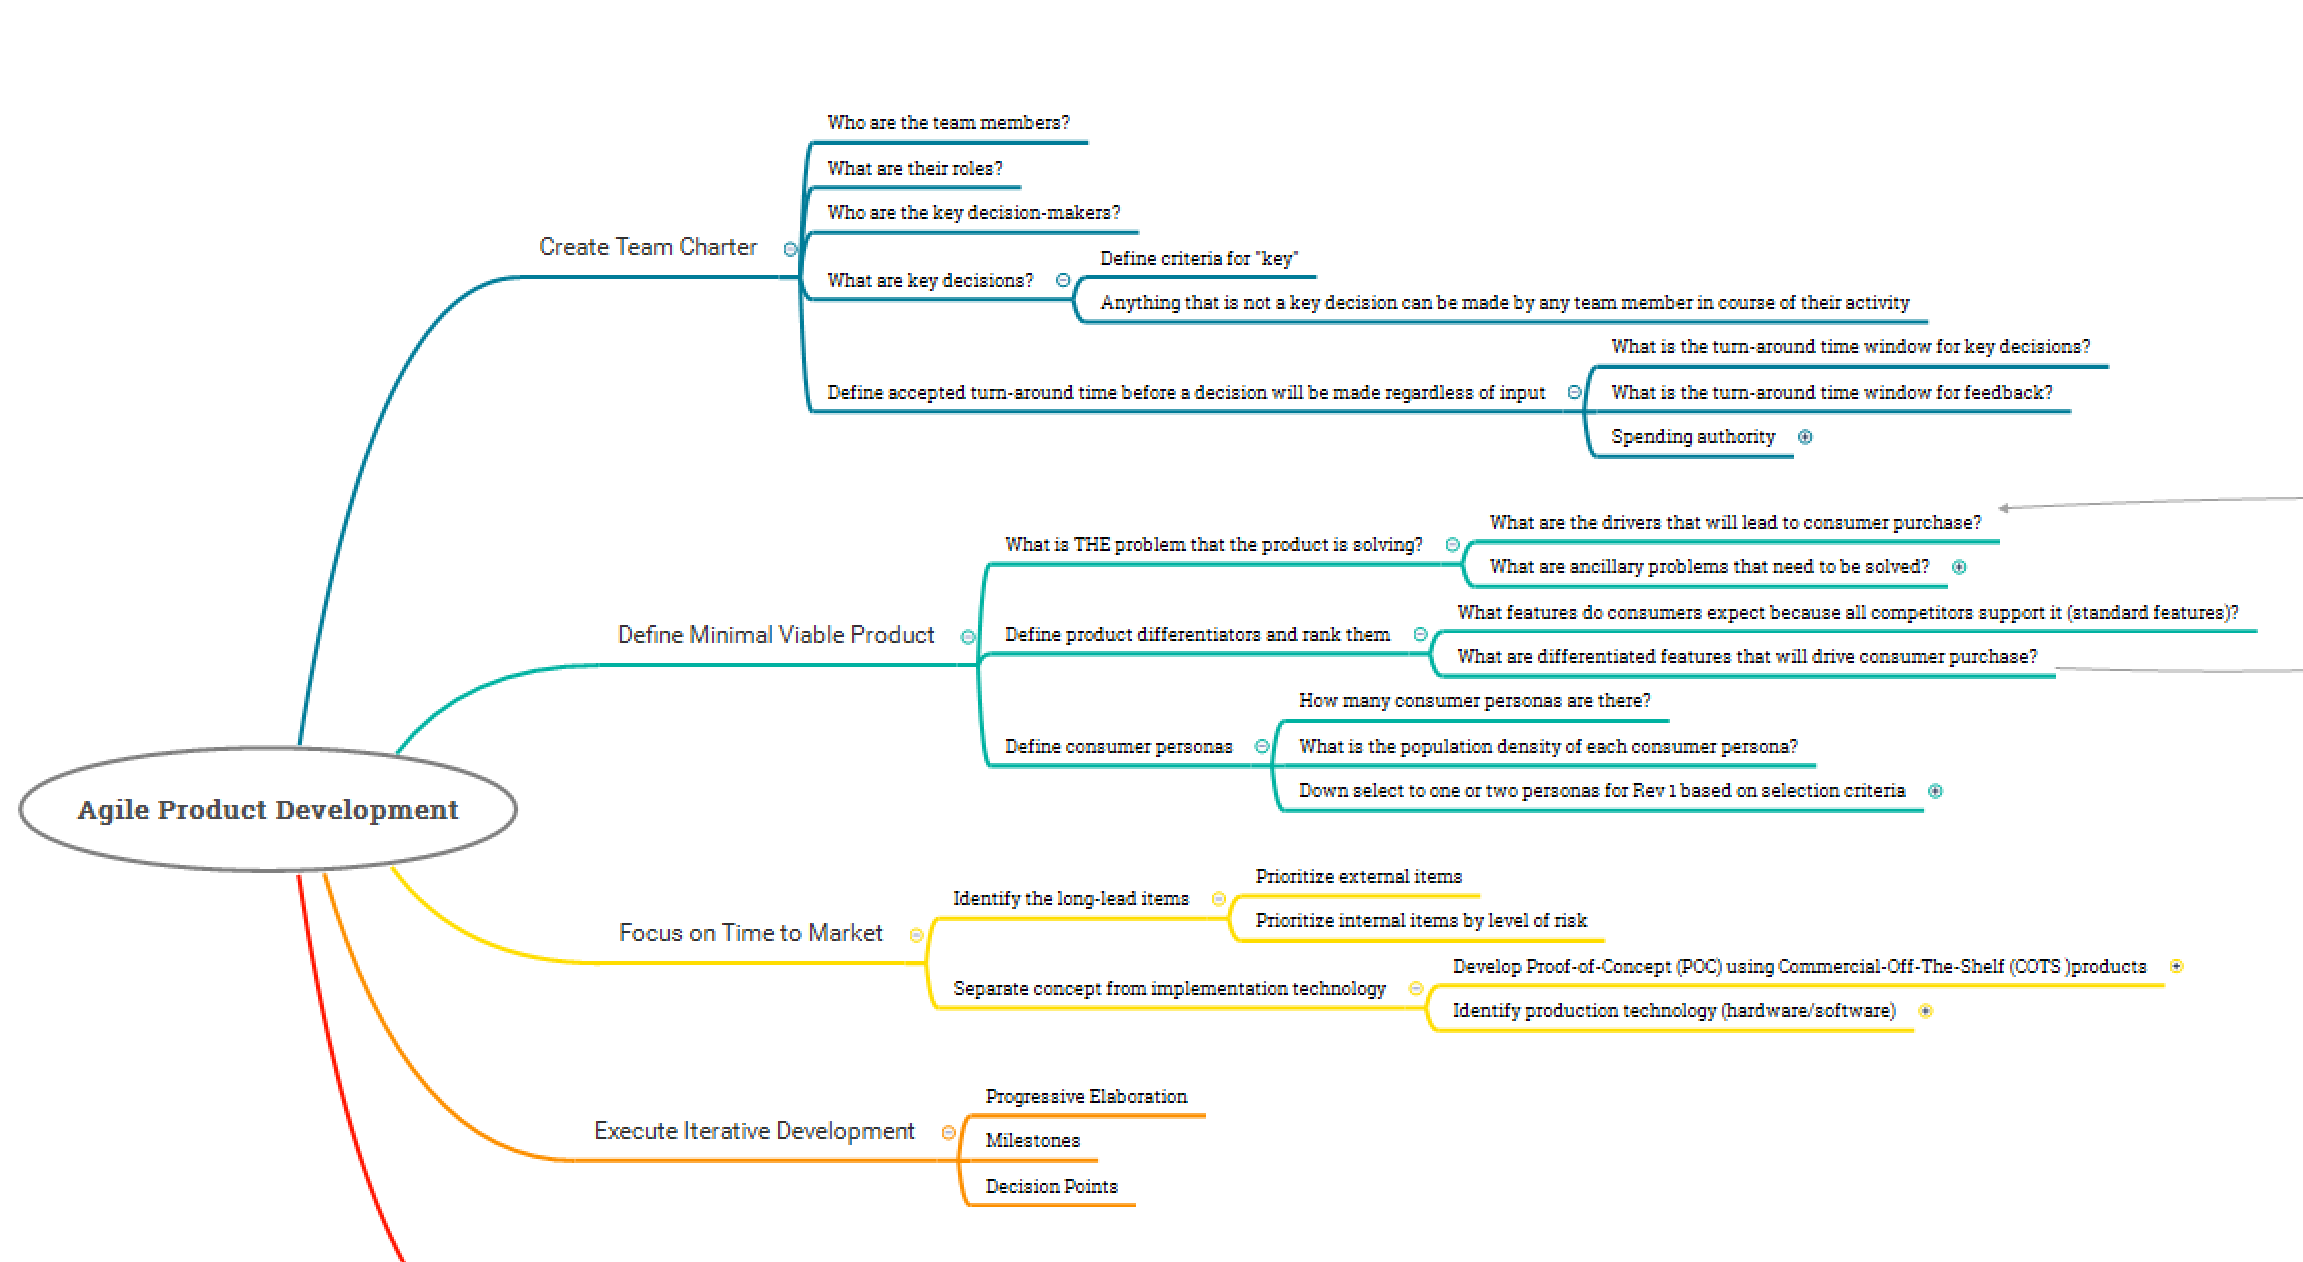 Who are the team members?
What are their roles?
Who are the key decision-makers?
Create Team Charter
Define criteria for "key"
What are key decisions?
Anything that is not a key decision can be made by any team member in course of their activity
What is the turn-around time window for key decisions?
Define accepted turn-around time before a decision will be made regardless of input
What is the turn-around time window for feedback?
Spending authority
What are the drivers that will lead to consumer purchase?
What is THE problem that the product is solving?
What are ancillary problems that need to be solved?
What features do consumers expect because all competitors support it (standard features)?
Define Minimal Viable Product
Define product differentiators and rank them
What are differentiated features that will drive consumer purchase?
How many consumer personas are there?
Define consumer personas
What is the population density of each consumer persona?
Down select to one or two personas for Rev 1 based on selection criteria
Agile Product Development
Prioritize external items
Identify the long-lead items
Prioritize internal items by level of risk
Focus on Time to Market
Develop Proof-of-Concept (POC) using Commercial-Off-The-Shelf (COTS )products
Separate concept from implementation technology
Identify production technology (hardware/software)
Progressive Elaboration
Execute Iterative Development
Milestones
Decision Points